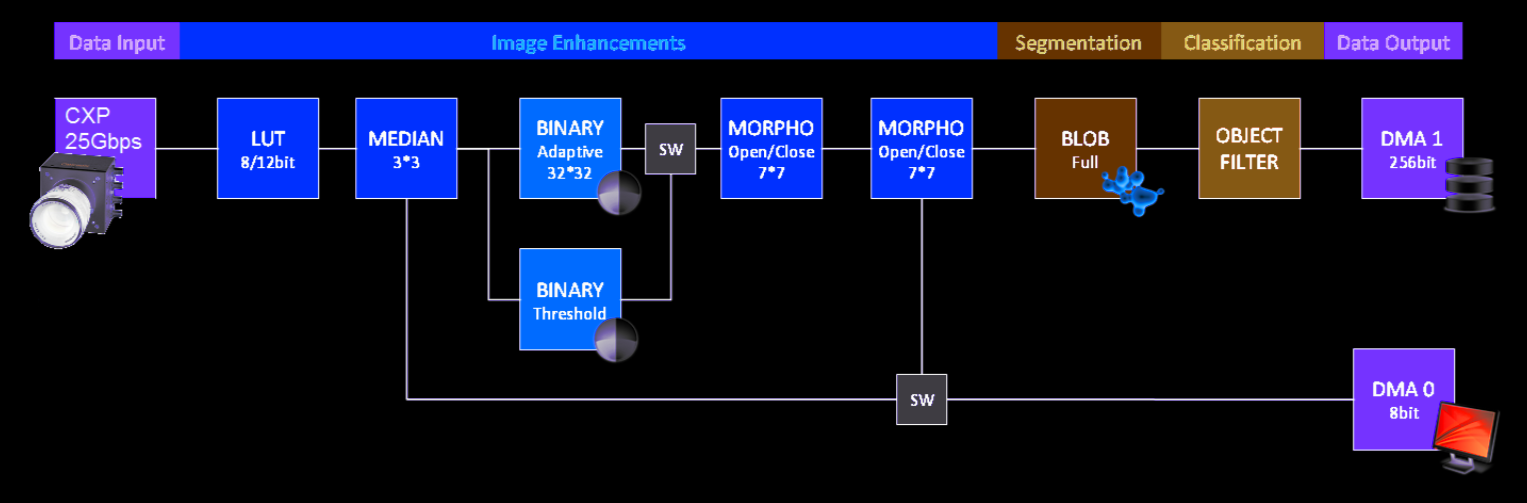 Data Input
Image Enhancements
Segmentation
Classification
Data Output
CXP
25Gbps
LUT
8/12bit
MEDIAN
3*3
BINARY
Adaptive
32*32
SW
MORPHO
Open/Close
7*7
MORPHO
Open/Close
7*7
BLOB
Full
OBJECT
FILTER
DMA 1
256bit
BINARY
Threshold
SW
DMA 0
8bit